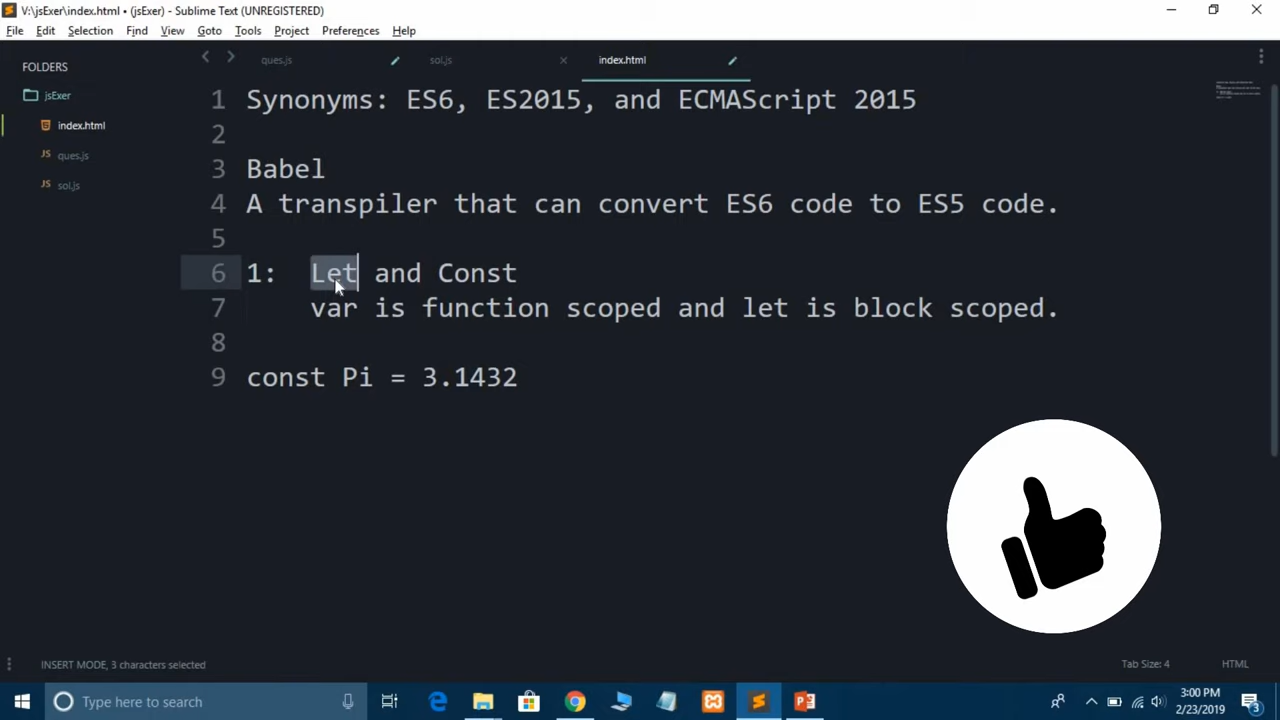 V:\jsExer\index.html • (jsExer) - Sublime Text (UNREGISTERED)
File Edit Selection Find View Goto Tools Project Preferences Help
FOLDERS
jsExer
index.html
ques.js
sol.js
ques.js sol.js index.html
1 Synonyms: ES6, ES2015, and ECMAScript 2015
2
3 Babel
4 A transpiler that can convert ES6 code to ES5 code.
5
6 1: Let and Const
7 var is function scoped and let is block scoped.
8
9 const Pi = 3.1432
INSERT MODE, 3 characters selected
Tab Size: 4 HTML
Type here to search
3:00 PM
2/23/2019
3